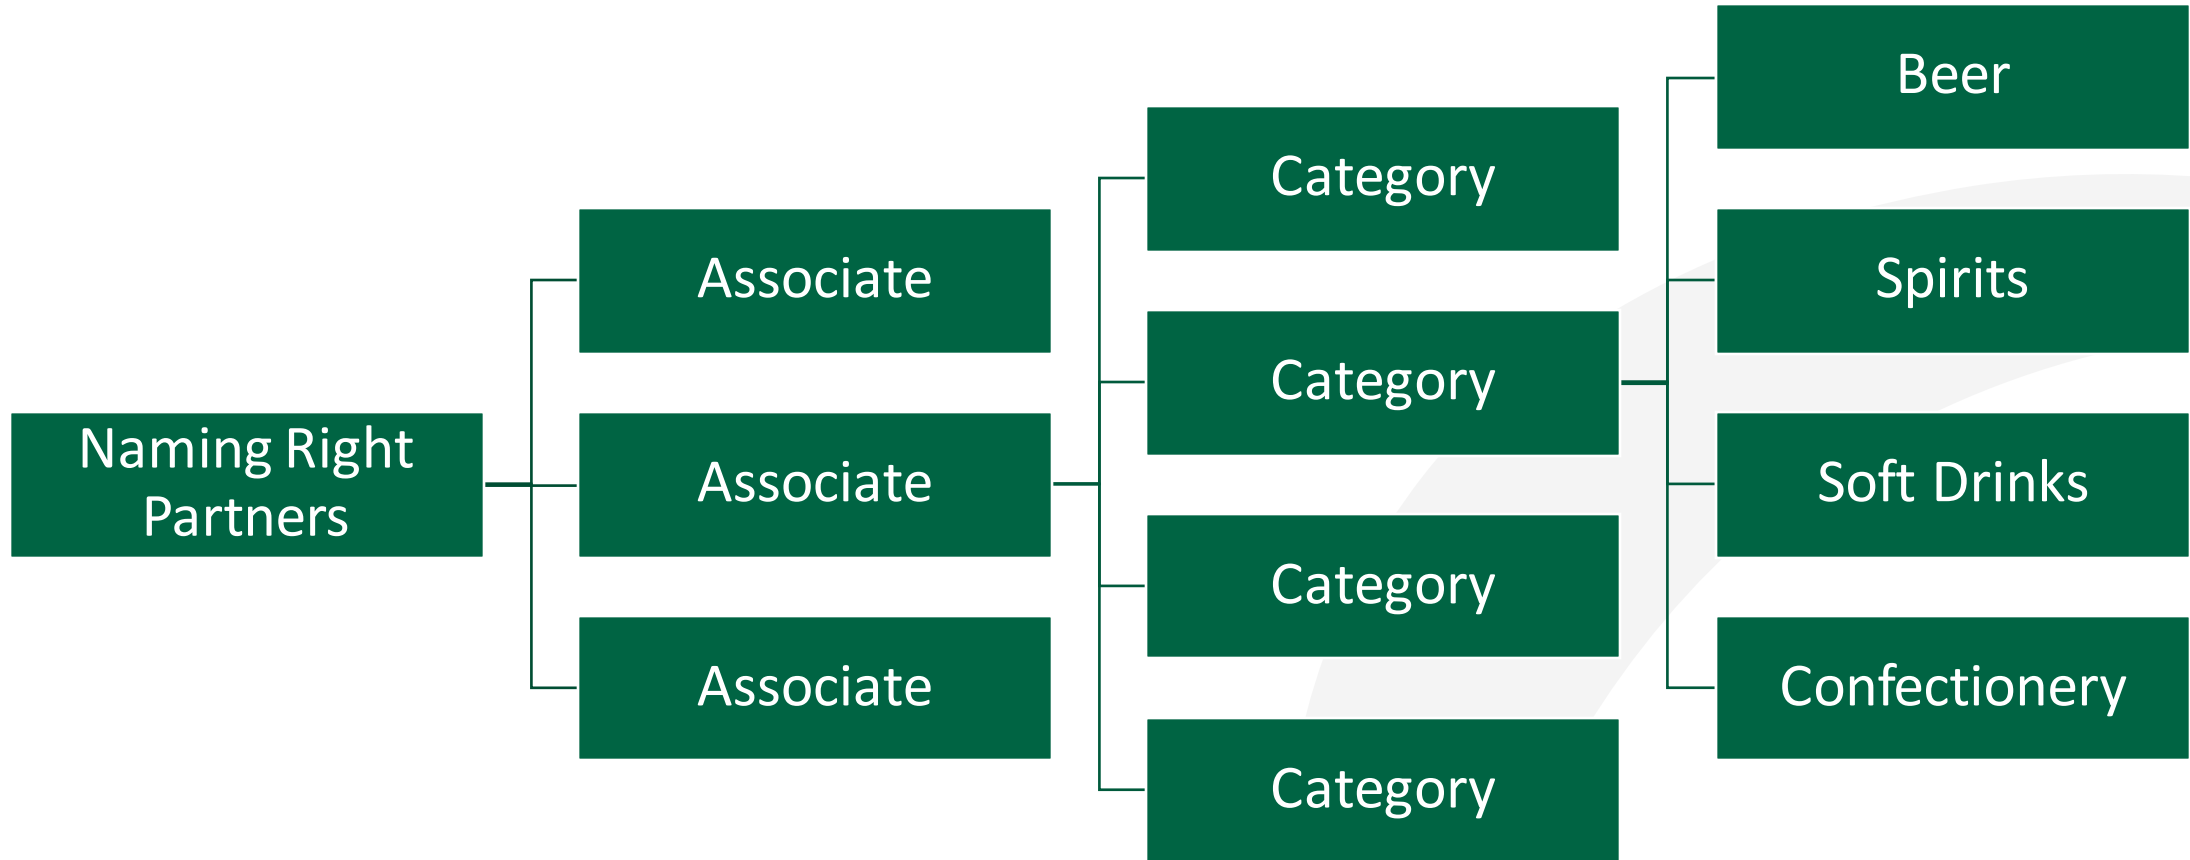 Naming Right
Partners
Associate
Associate
Associate
Category
Category
Category
Category
Beer
Spirits
Soft Drinks
Confectionery